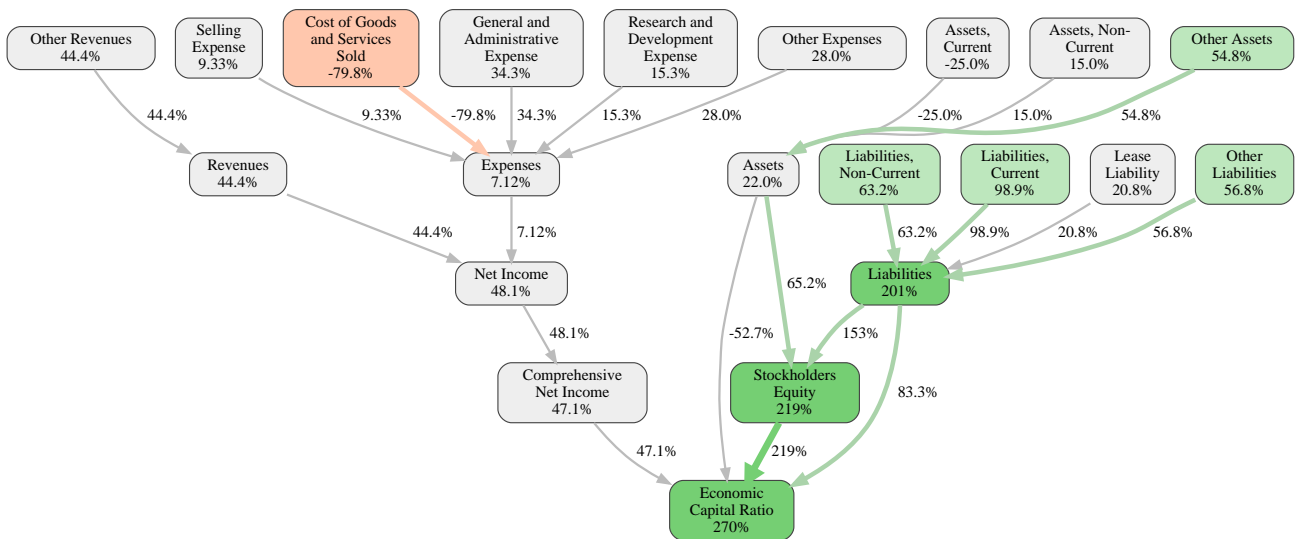 Other Revenues
44.4%
Selling
Expense
9.33%
Cost of Goods
and Services
Sold
-79.8%
General and
Administrative
Expense
34.3%
Research and
Development
Expense
15.3%
Other Expenses
28.0%
Assets,
Current
-25.0%
Assets, Non-
Current
15.0%
Other Assets
54.8%
44.4%
9.33%
-79.8%
34.3%
15.3%
28.0%
-25.0%
15.0%
54.8%
Revenues
44.4%
Expenses
7.12%
Assets
22.0%
Liabilities,
Non-Current
63.2%
Liabilities,
Current
98.9%
Lease
Liability
20.8%
Other
Liabilities
56.8%
44.4%
7.12%
63.2%
98.9%
20.8%
56.8%
Net Income
48.1%
65.2%
Liabilities
201%
48.1%
-52.7%
153%
Comprehensive
Net Income
47.1%
Stockholders
Equity
219%
83.3%
47.1%
219%
Economic
Capital Ratio
270%